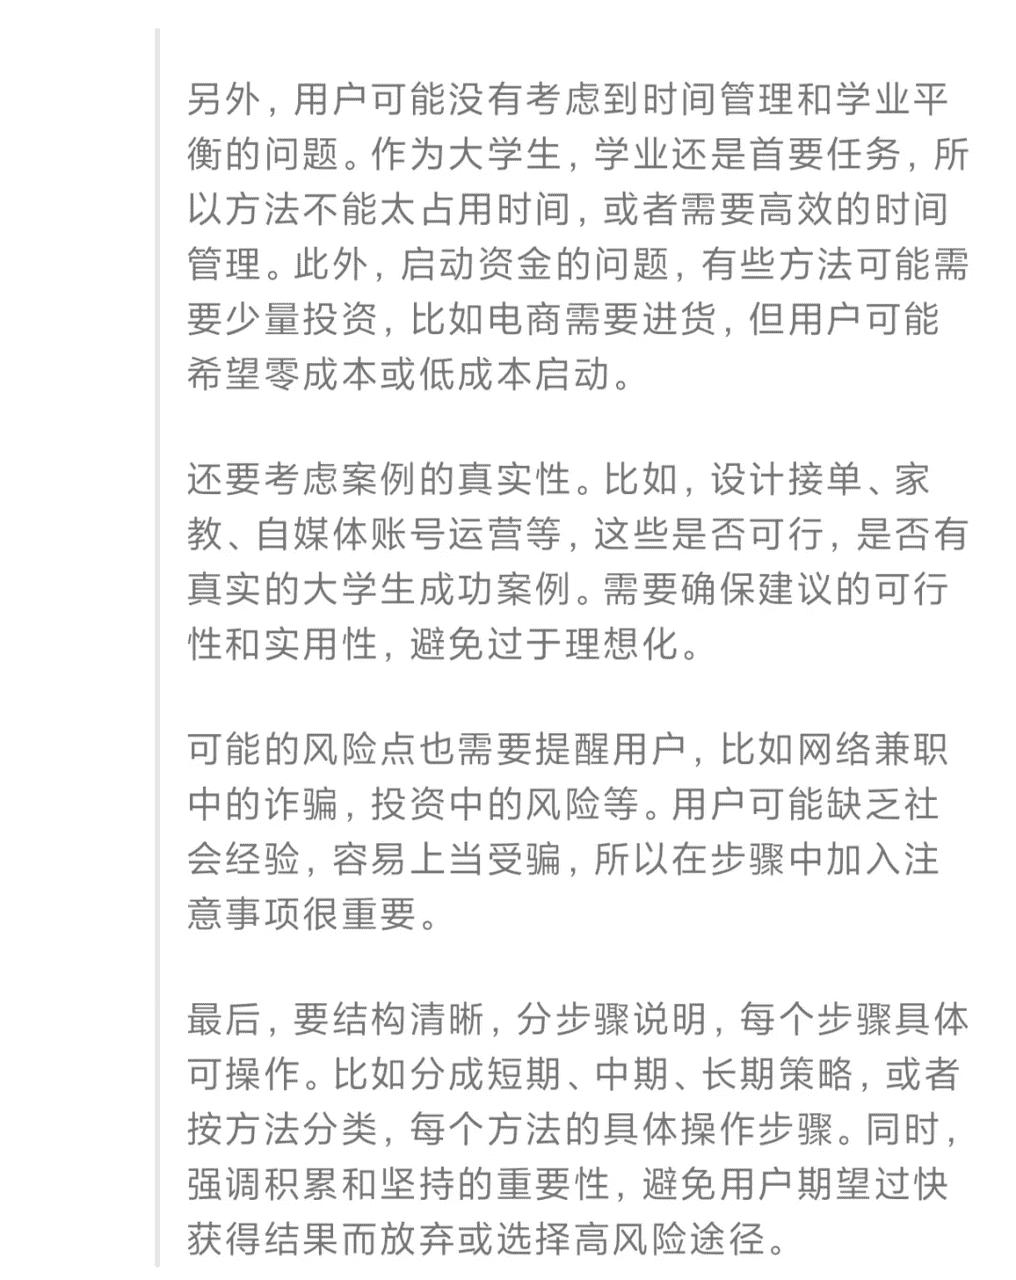 另外，用户可能没有考虑到时间管理和学业平
衡的问题。作为大学生，学业还是首要任务，所
以方法不能太占用时间，或者需要高效的时间
管理。此外，启动资金的问题，有些方法可能需
要少量投资，比如电商需要进货，但用户可能
希望零成本或低成本启动。
还要考虑案例的真实性。比如，设计接单、家
教、自媒体账号运营等，这些是否可行，是否有
真实的大学生成功案例。需要确保建议的可行
性和实用性，避免过于理想化。
可能的风险点也需要提醒用户，比如网络兼职
中的诈骗，投资中的风险等。用户可能缺乏社
会经验，容易上当受骗，所以在步骤中加入注
意事项很重要。
最后，要结构清晰，分步骤说明，每个步骤具体
可操作。比如分成短期、中期、长期策略，或者
按方法分类，每个方法的具体操作步骤。同时，
强调积累和坚持的重要性，避免用户期望过快
获得结果而放弃或选择高风险途径。